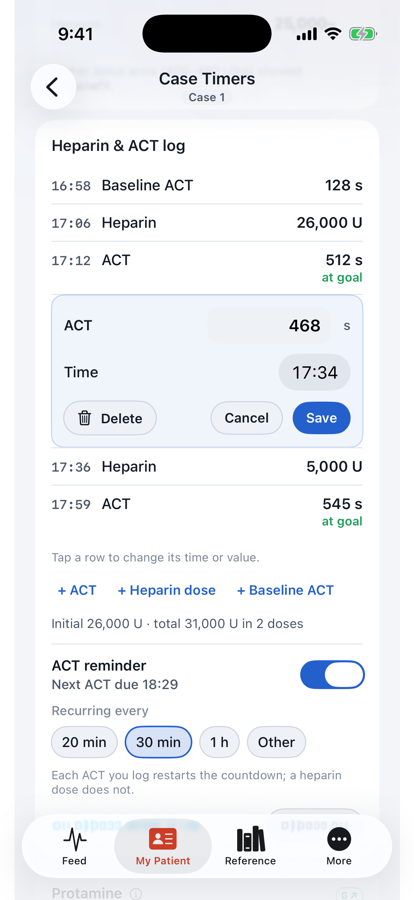 9:41
Case Timers
Case 1
Heparin & ACT log
16:58 Baseline ACT 128 s
17:06 Heparin 26,000 U
17:12 ACT 512 s
at goal
ACT 468 s
Time 17:34
Delete Cancel Save
17:36 Heparin 5,000 U
17:59 ACT 545 s
at goal
Tap a row to change its time or value.
+ ACT + Heparin dose + Baseline ACT
Initial 26,000 U · total 31,000 U in 2 doses
ACT reminder
Next ACT due 18:29
Recurring every
20 min 30 min 1 h Other
Each ACT you log restarts the countdown; a heparin
dose does not.
Feed My Patient Reference More
Protamine